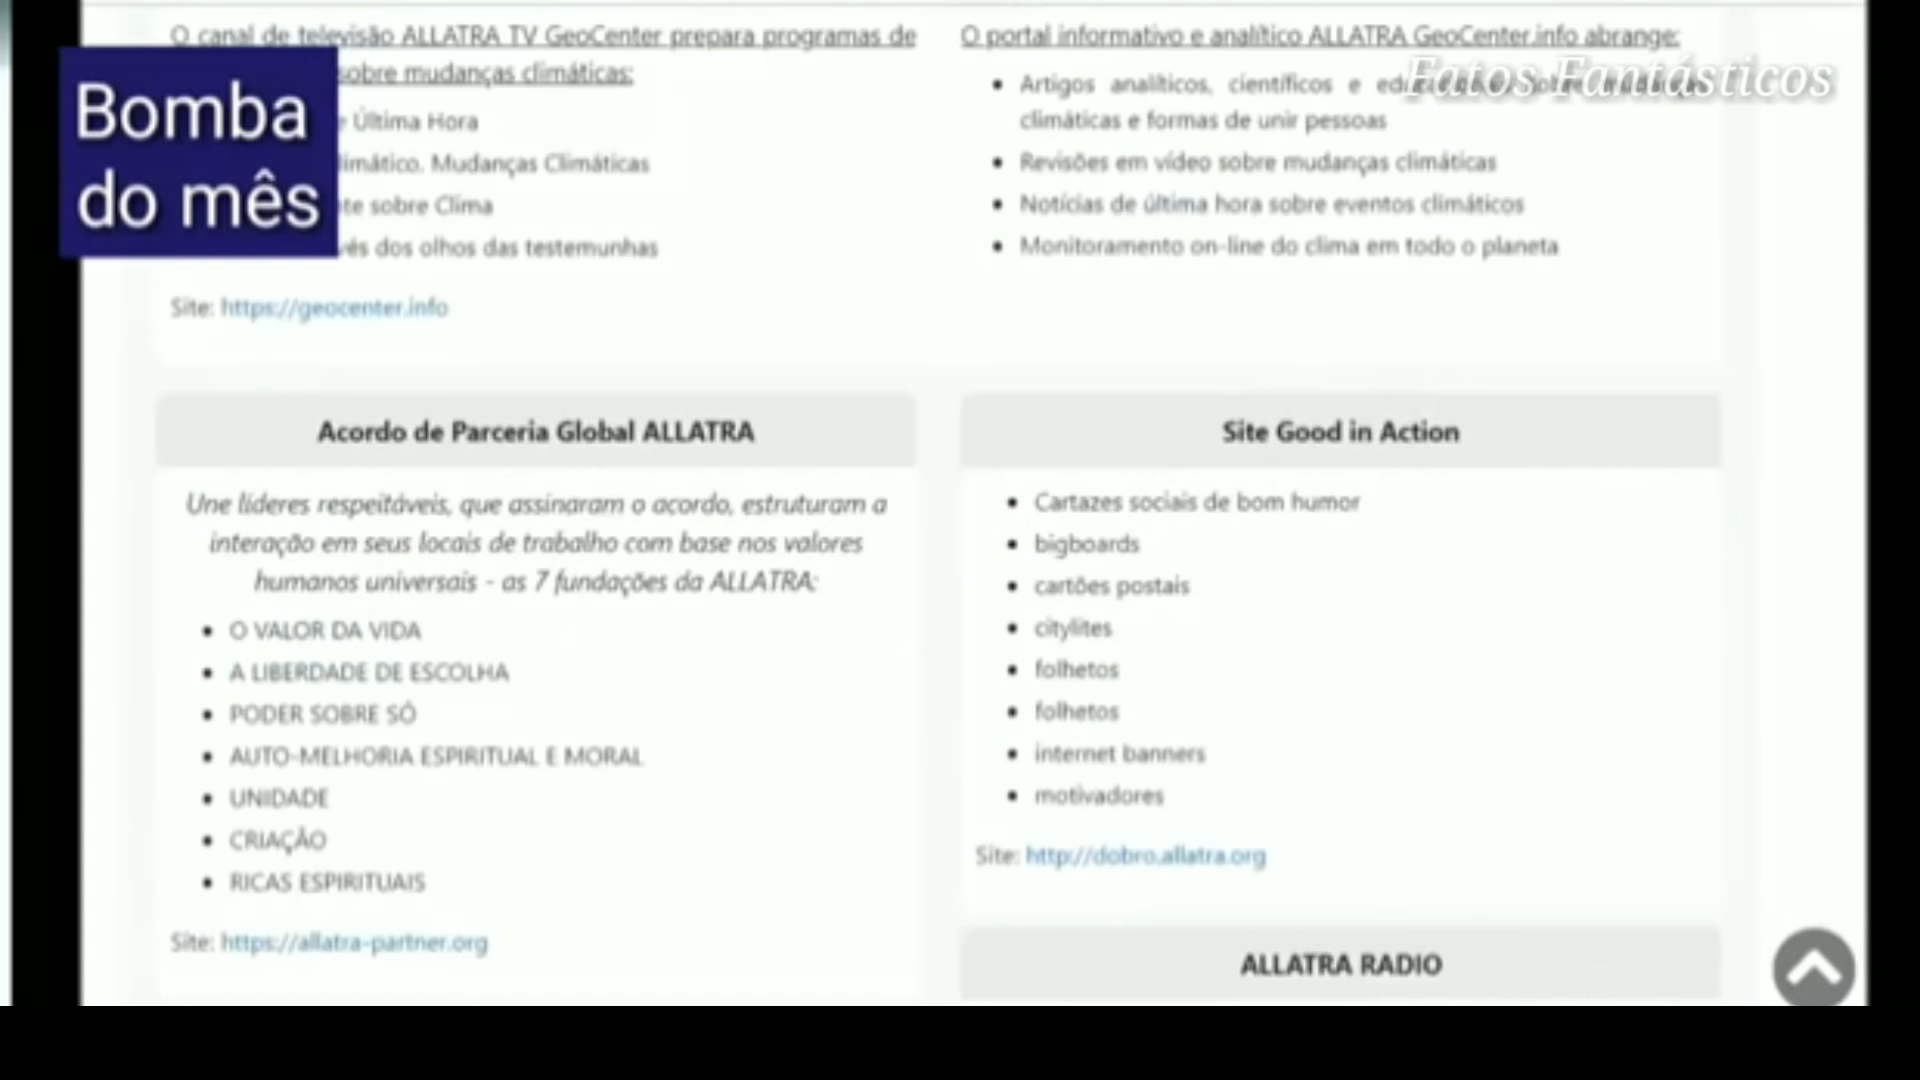 O canal de televisão ALLATRA TV GeoCenter prepara programas de
sobre mudanças climáticas:
Última Hora
Mudanças Climáticas
sobre Clima
dos olhos das testemunhas
Site: https://geocenter.info
Bomba
do mês
O portal informativo e analítico ALLATRA GeoCenter.info abrange:
Fatos Fantásticos
Artigos analíticos, científicos e
climáticas e formas de unir pessoas
Revisões em vídeo sobre mudanças climáticas
Notícias de última hora sobre eventos climáticos
Monitoramento on-line do clima em todo o planeta
Acordo de Parceria Global ALLATRA
Une líderes respeitáveis, que assinaram o acordo, estruturam a
interação em seus locais de trabalho com base nos valores
humanos universais - as 7 fundações da ALLATRA:
O VALOR DA VIDA
A LIBERDADE DE ESCOLHA
PODER SOBRE SÓ
AUTO-MELHORIA ESPIRITUAL E MORAL
UNIDADE
CRIAÇÃO
RICAS ESPIRITUAIS
Site: https://allatra-partner.org
Site Good in Action
Cartazes sociais de bom humor
bigboards
cartões postais
citylites
folhetos
folhetos
internet banners
motivadores
Site: http://dobro.allatra.org
ALLATRA RADIO